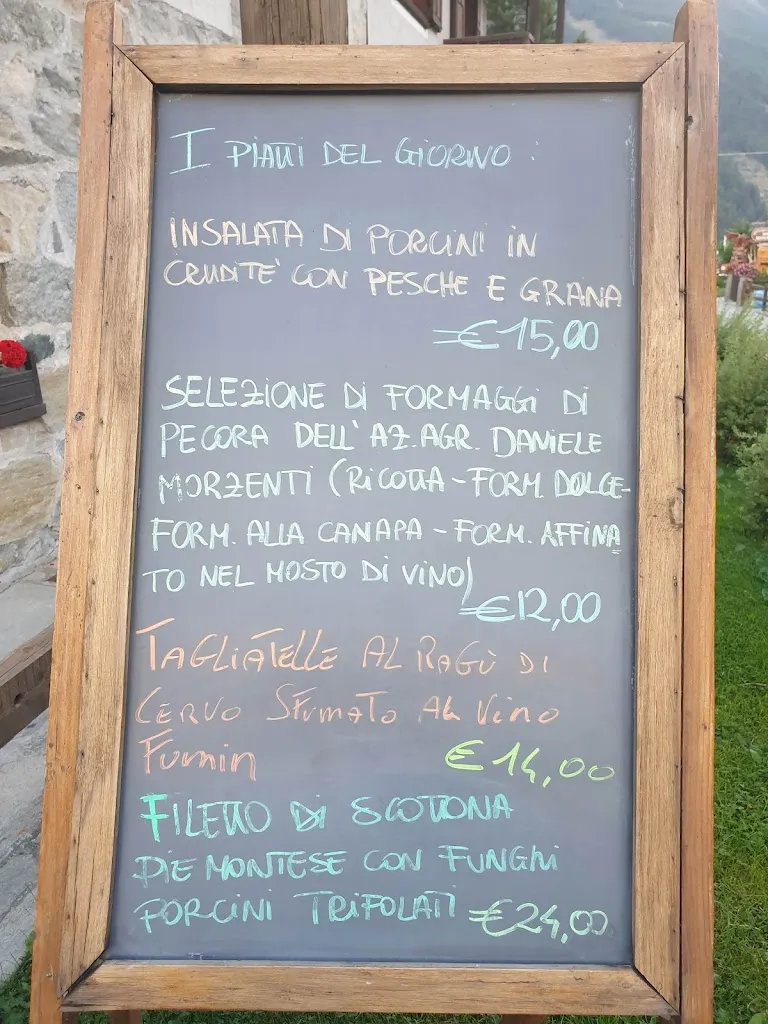 I PIATTI DEL GIORNO :
INSALATA DI PORCINI IN
CRUDITE' CON PESCHE E GRANA
€ 15,00
SELEZIONE DI FORMAGGI DI
PECORA DELL'AZ. AGR. DANIELE
MORZENTI (RICOTTA - FORM. DOLCE -
FORM. ALLA CANAPA - FORM. AFFINA
TO NEL MOSTO DI VINO)
€ 12,00
TAGLIATELLE AL RAGÙ DI
CERVO SFUMATO AL VINO
FUMIN € 14,00
FILETTO DI SCOTTONA
PIEMONTESE CON FUNGHI
PORCINI TRIFOLATI € 24,00